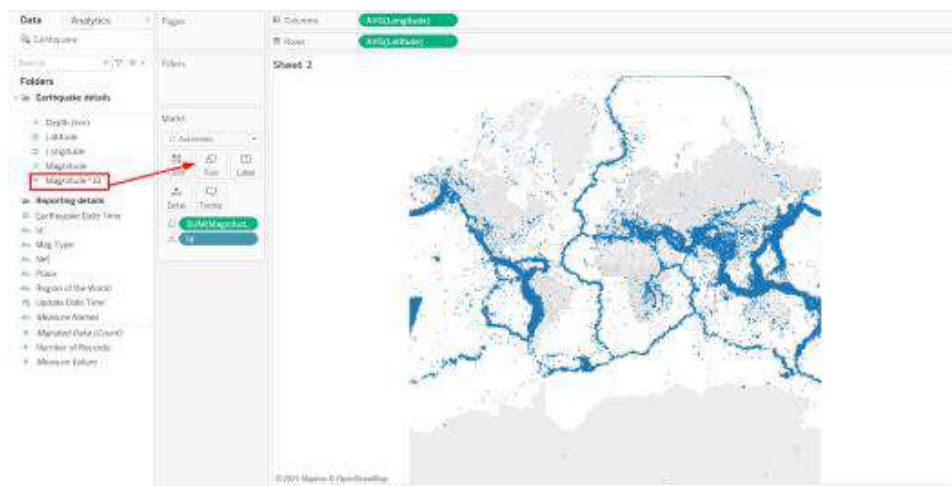 Data Analytics
Earthquake
Folders
Earthquake details
Depth (km)
Latitude
Longitude
Magnitude
Magnitude^10
Reporting details
Earthquake Date Time
Id
Mag Type
Net
Place
Region of the World
Update Date Time
Measure Names
Migrated Data (Count)
Number of Records
Measure Values
Pages
Filters
Marks
Automatic
Size Label
Detail Tooltip
SUM(Magnitud..
Id
Columns AVG(Longitude)
Rows AVG(Latitude)
Sheet 2
© 2021 Mapbox © OpenStreetMap